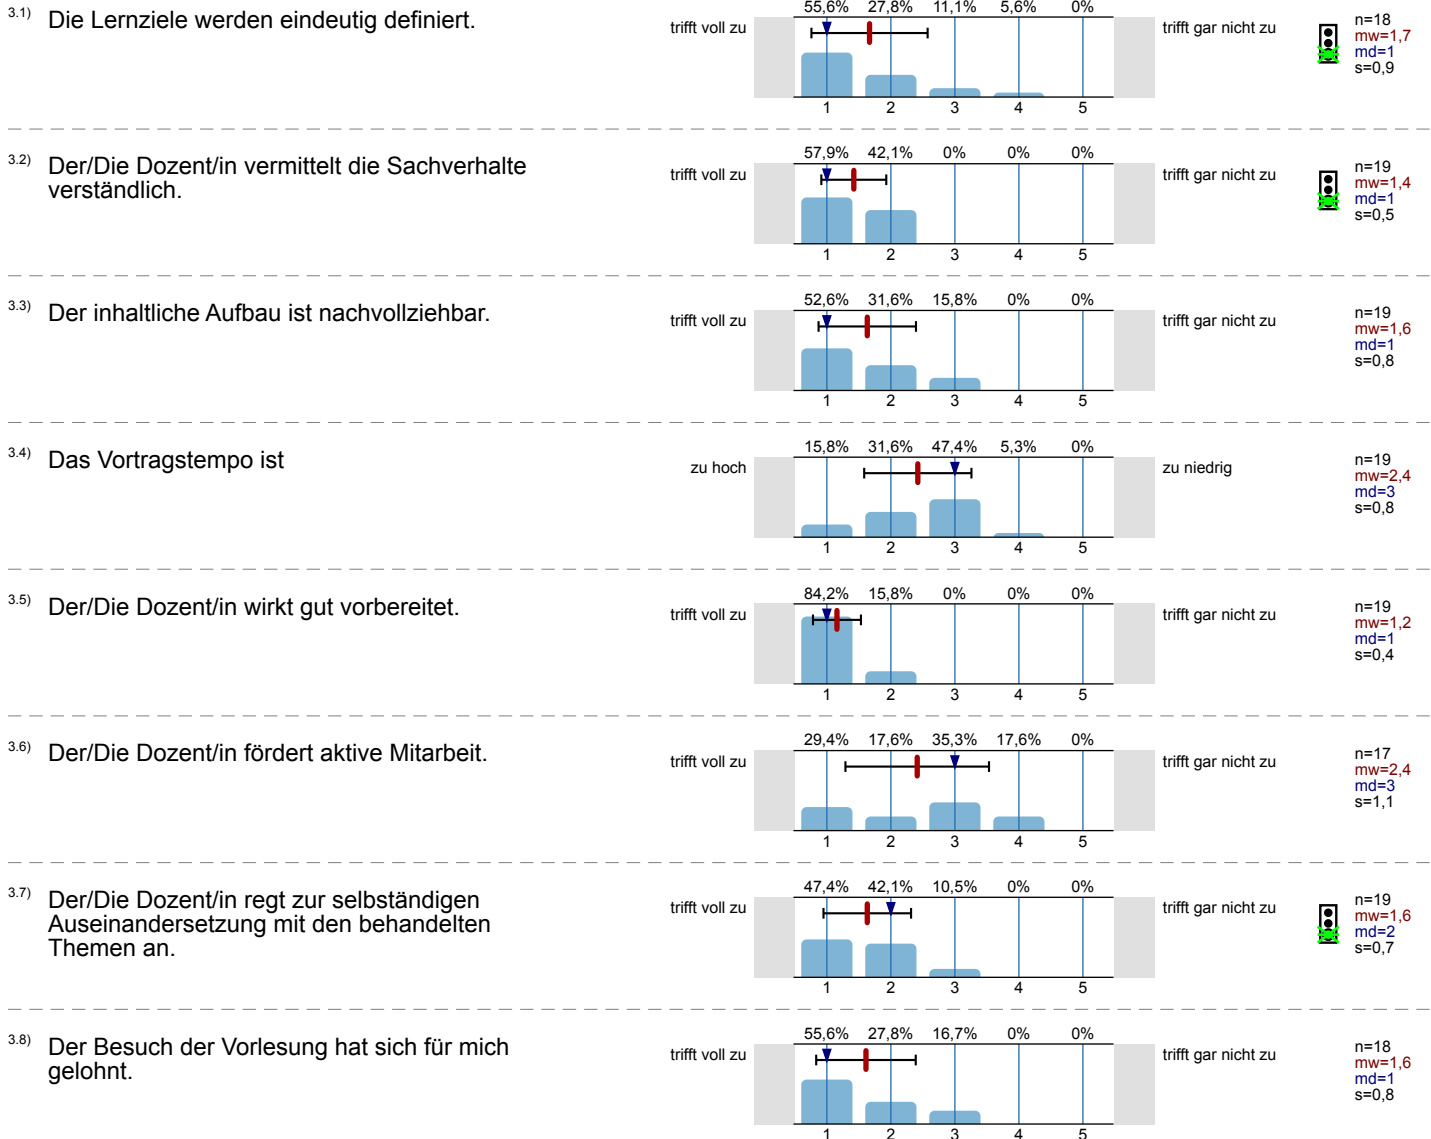 3.1) Die Lernziele werden eindeutig definiert.
trifft voll zu
55,6% 27,8% 11,1% 5,6% 0%
1 2 3 4 5
trifft gar nicht zu
n=18
mw=1,7
md=1
s=0,9
3.2) Der/Die Dozent/in vermittelt die Sachverhalte
verständlich.
trifft voll zu
57,9% 42,1% 0% 0% 0%
1 2 3 4 5
trifft gar nicht zu
n=19
mw=1,4
md=1
s=0,5
3.3) Der inhaltliche Aufbau ist nachvollziehbar.
trifft voll zu
52,6% 31,6% 15,8% 0% 0%
1 2 3 4 5
trifft gar nicht zu
n=19
mw=1,6
md=1
s=0,8
3.4) Das Vortragstempo ist
zu hoch
15,8% 31,6% 47,4% 5,3% 0%
1 2 3 4 5
zu niedrig
n=19
mw=2,4
md=3
s=0,8
3.5) Der/Die Dozent/in wirkt gut vorbereitet.
trifft voll zu
84,2% 15,8% 0% 0% 0%
1 2 3 4 5
trifft gar nicht zu
n=19
mw=1,2
md=1
s=0,4
3.6) Der/Die Dozent/in fördert aktive Mitarbeit.
trifft voll zu
29,4% 17,6% 35,3% 17,6% 0%
1 2 3 4 5
trifft gar nicht zu
n=17
mw=2,4
md=3
s=1,1
3.7) Der/Die Dozent/in regt zur selbständigen
Auseinandersetzung mit den behandelten
Themen an.
trifft voll zu
47,4% 42,1% 10,5% 0% 0%
1 2 3 4 5
trifft gar nicht zu
n=19
mw=1,6
md=2
s=0,7
3.8) Der Besuch der Vorlesung hat sich für mich
gelohnt.
trifft voll zu
55,6% 27,8% 16,7% 0% 0%
1 2 3 4 5
trifft gar nicht zu
n=18
mw=1,6
md=1
s=0,8